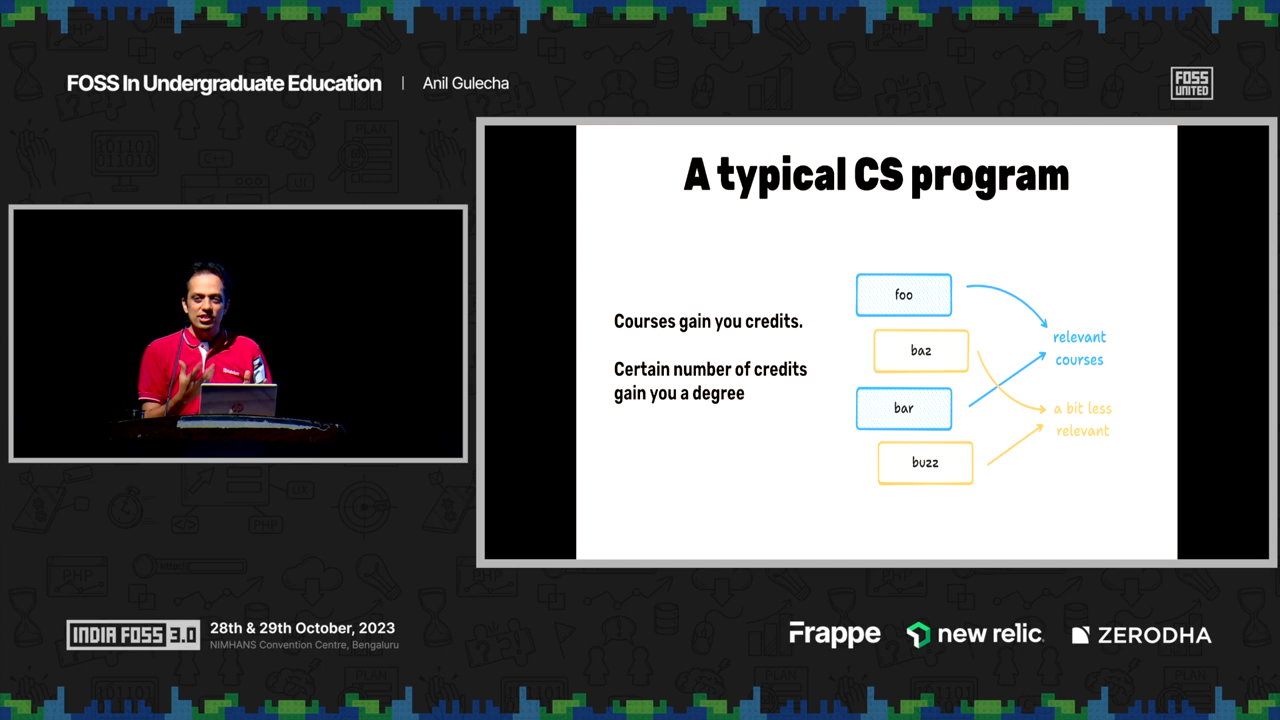 FOSS In Undergraduate Education | Anil Gulecha
FOSS
UNITED
A typical CS program
Courses gain you credits.
Certain number of credits
gain you a degree
foo
baz
bar
buzz
relevant
courses
a bit less
relevant
INDIA FOSS 3.0
28th & 29th October, 2023
NIMHANS Convention Centre, Bengaluru
Frappe
new relic
ZERODHA